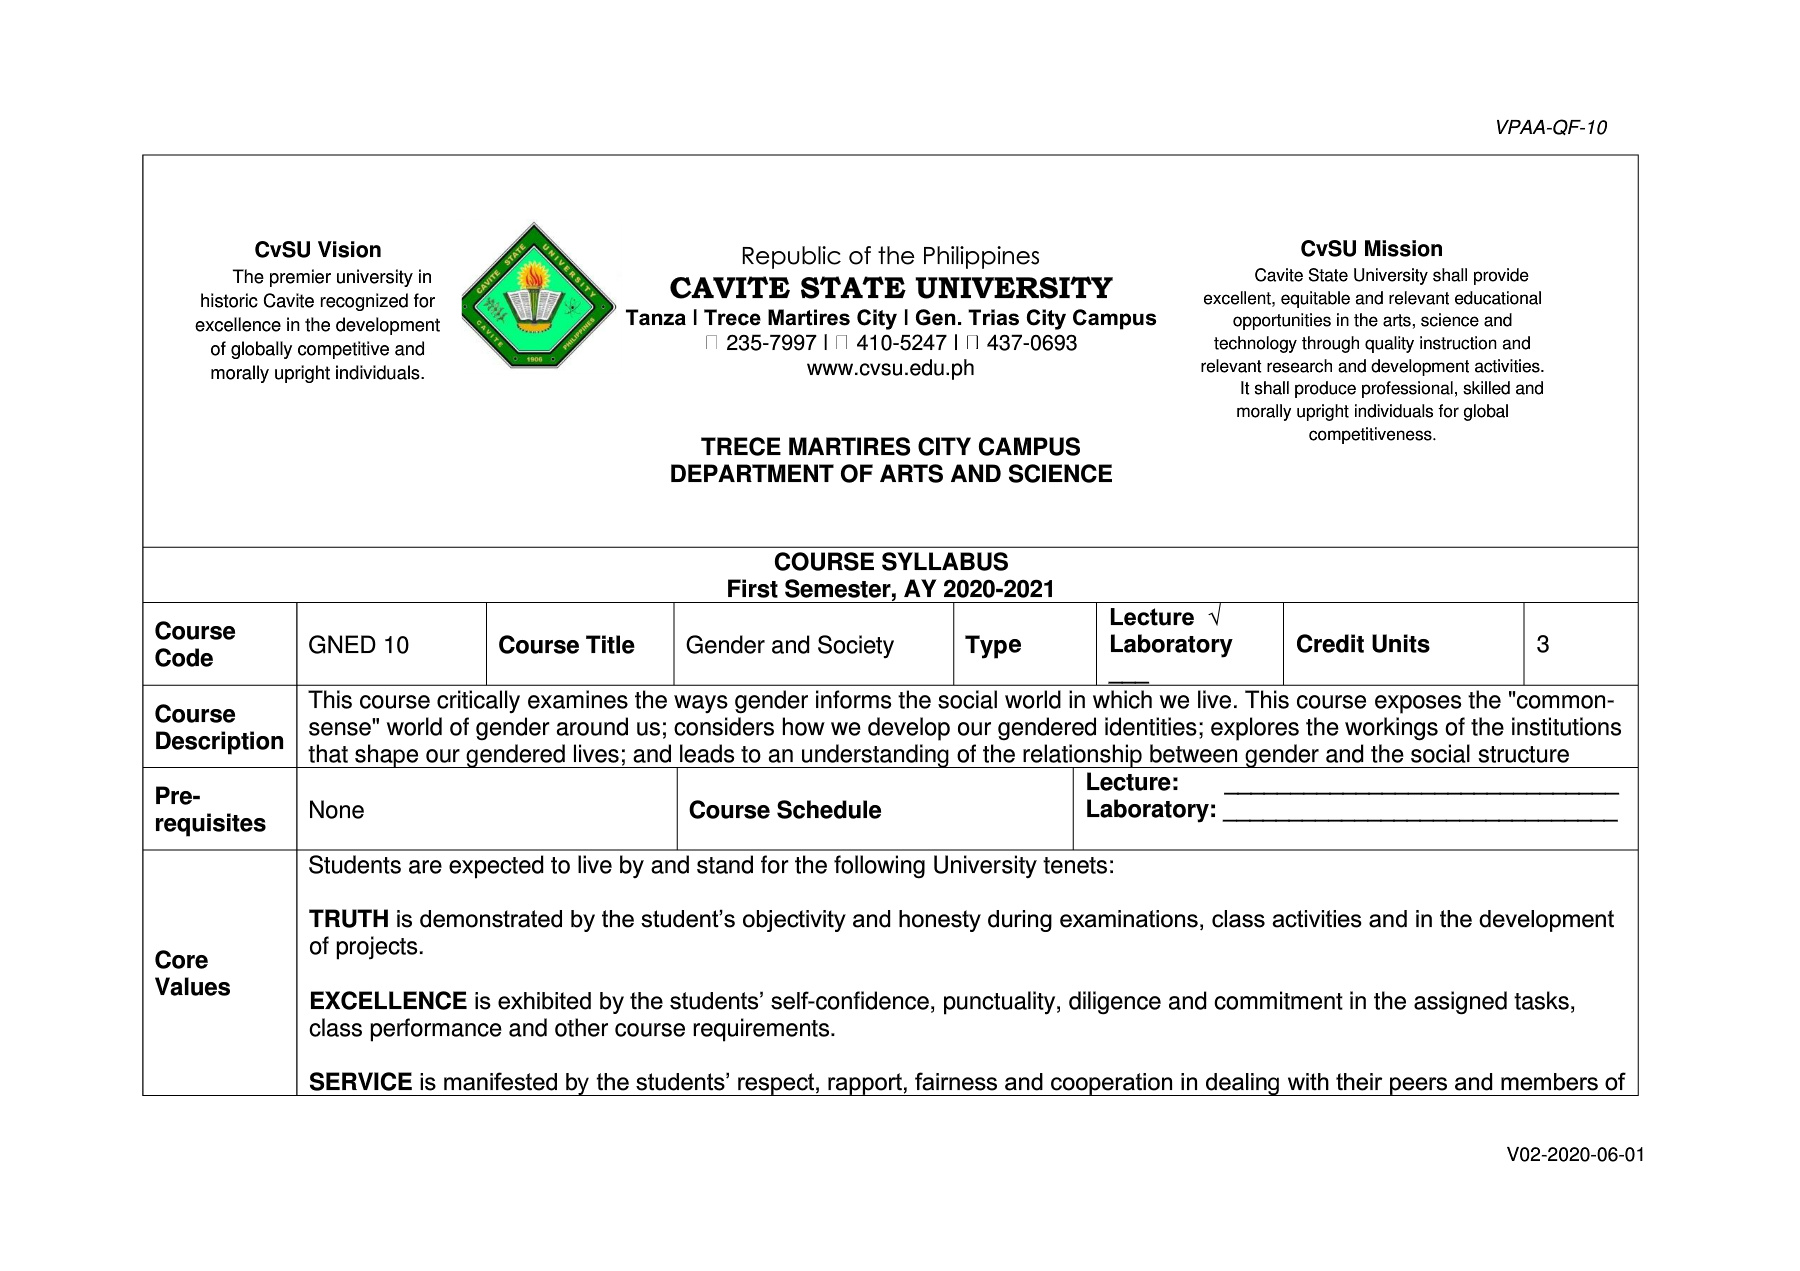 VPAA-QF-10
CvSU Vision
The premier university in
historic Cavite recognized for
excellence in the development
of globally competitive and
morally upright individuals.
CAVITE STATE UNIVERSITY
CAVITE PHILIPPINES
1906
Republic of the Philippines
CAVITE STATE UNIVERSITY
Tanza | Trece Martires City | Gen. Trias City Campus
235-7997 | 410-5247 | 437-0693
www.cvsu.edu.ph
CvSU Mission
Cavite State University shall provide
excellent, equitable and relevant educational
opportunities in the arts, science and
technology through quality instruction and
relevant research and development activities.
It shall produce professional, skilled and
morally upright individuals for global
competitiveness.
TRECE MARTIRES CITY CAMPUS
DEPARTMENT OF ARTS AND SCIENCE
COURSE SYLLABUS
First Semester, AY 2020-2021
Course
Code
GNED 10
Course Title
Gender and Society
Type
Lecture √
Laboratory
___
Credit Units
3
Course
Description
This course critically examines the ways gender informs the social world in which we live. This course exposes the "common-
sense" world of gender around us; considers how we develop our gendered identities; explores the workings of the institutions
that shape our gendered lives; and leads to an understanding of the relationship between gender and the social structure
Pre-
requisites
None
Course Schedule
Lecture: ______________________________
Laboratory: ______________________________
Core
Values
Students are expected to live by and stand for the following University tenets:
TRUTH is demonstrated by the student’s objectivity and honesty during examinations, class activities and in the development
of projects.
EXCELLENCE is exhibited by the students’ self-confidence, punctuality, diligence and commitment in the assigned tasks,
class performance and other course requirements.
SERVICE is manifested by the students’ respect, rapport, fairness and cooperation in dealing with their peers and members of
V02-2020-06-01